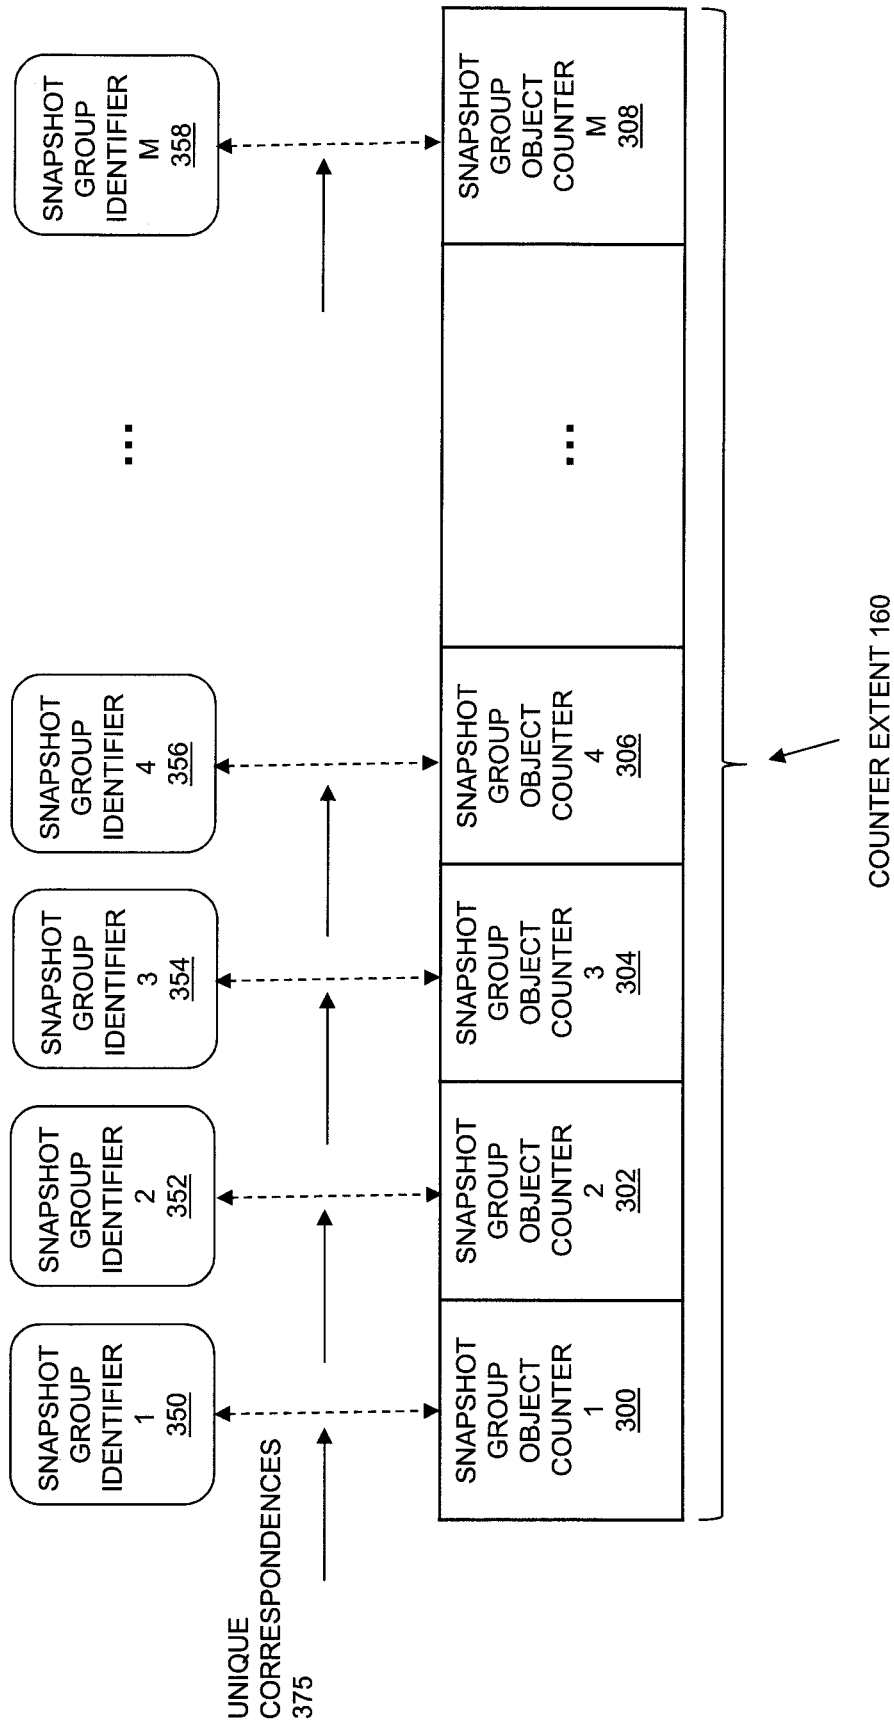 SNAPSHOT
GROUP
IDENTIFIER
1
350
SNAPSHOT
GROUP
IDENTIFIER
2
352
SNAPSHOT
GROUP
IDENTIFIER
3
354
SNAPSHOT
GROUP
IDENTIFIER
4
356
...
SNAPSHOT
GROUP
IDENTIFIER
M
358
UNIQUE
CORRESPONDENCES
375
SNAPSHOT
GROUP
OBJECT
COUNTER
1
300
SNAPSHOT
GROUP
OBJECT
COUNTER
2
302
SNAPSHOT
GROUP
OBJECT
COUNTER
3
304
SNAPSHOT
GROUP
OBJECT
COUNTER
4
306
...
SNAPSHOT
GROUP
OBJECT
COUNTER
M
308
COUNTER EXTENT 160